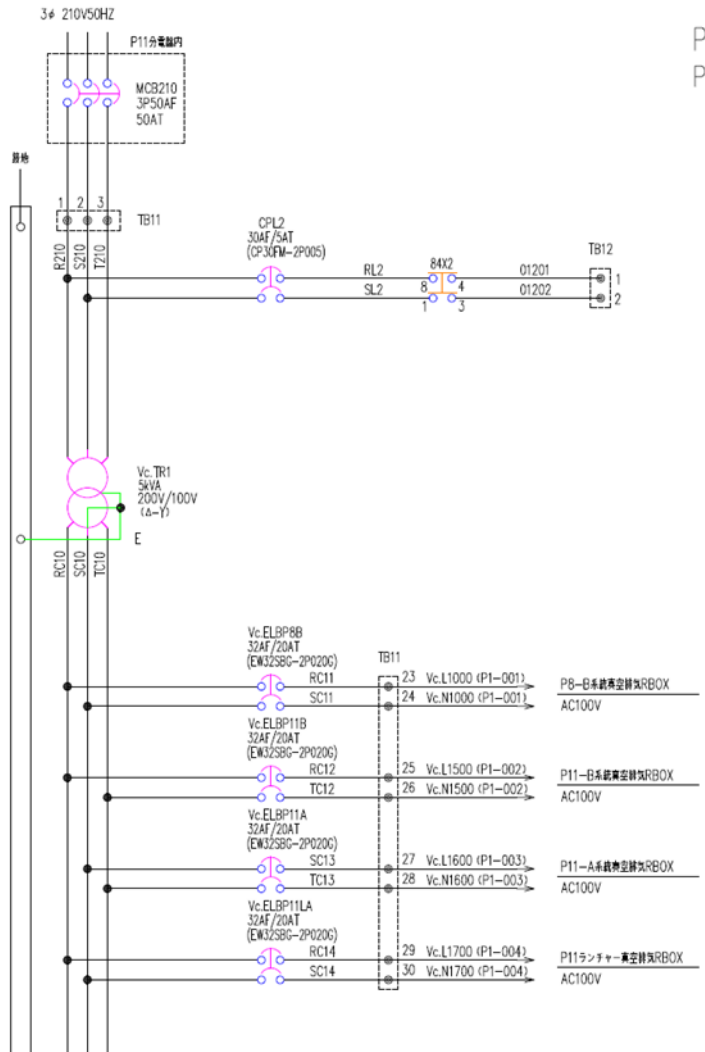 3φ 210V50HZ
P11分電盤内
P
P
MCB210
3P50AF
50AT
接地
1 2 3
TB11
R210
S210
T210
CPL2
30AF/5AT
(CP30FM-2P005)
RL2
SL2
84X2
8 4
1 3
01201
01202
TB12
1
2
Vc.TR1
5kVA
200V/100V
(Δ-Y)
E
RC10
SC10
TC10
Vc.ELBP8B
32AF/20AT
(EW32SBG-2P020G)
RC11
SC11
TB11
23 Vc.L1000 (P1-001)
24 Vc.N1000 (P1-001)
P8-B系統真空排気RBOX
AC100V
Vc.ELBP11B
32AF/20AT
(EW32SBG-2P020G)
RC12
TC12
25 Vc.L1500 (P1-002)
26 Vc.N1500 (P1-002)
P11-B系統真空排気RBOX
AC100V
Vc.ELBP11A
32AF/20AT
(EW32SBG-2P020G)
SC13
TC13
27 Vc.L1600 (P1-003)
28 Vc.N1600 (P1-003)
P11-A系統真空排気RBOX
AC100V
Vc.ELBP11LA
32AF/20AT
(EW32SBG-2P020G)
RC14
SC14
29 Vc.L1700 (P1-004)
30 Vc.N1700 (P1-004)
P11ランチャー真空排気RBOX
AC100V